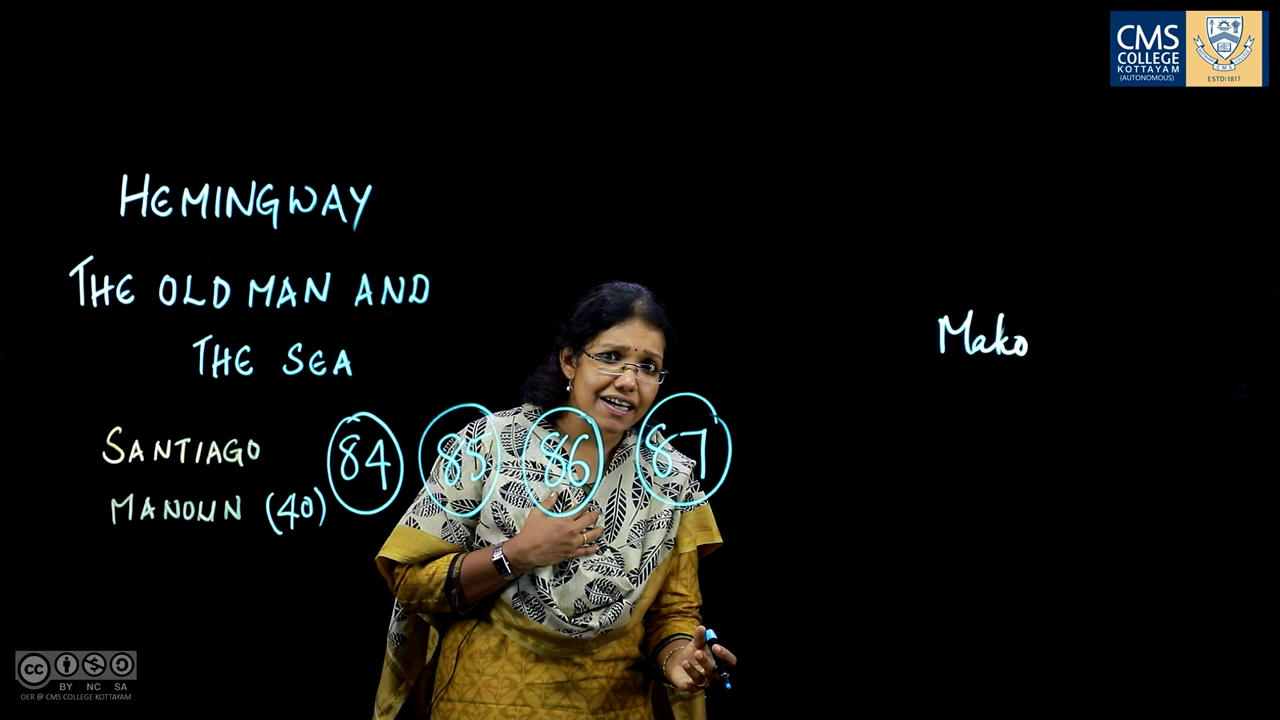 CMS
COLLEGE
KOTTAYAM
(AUTONOMOUS)
ESTD:1817
HEMINGWAY
THE OLD MAN AND
THE SEA
Mako
SANTIAGO 84 85 86 87
MANOLIN (40)
cc
BY NC SA
OER @ CMS COLLEGE KOTTAYAM